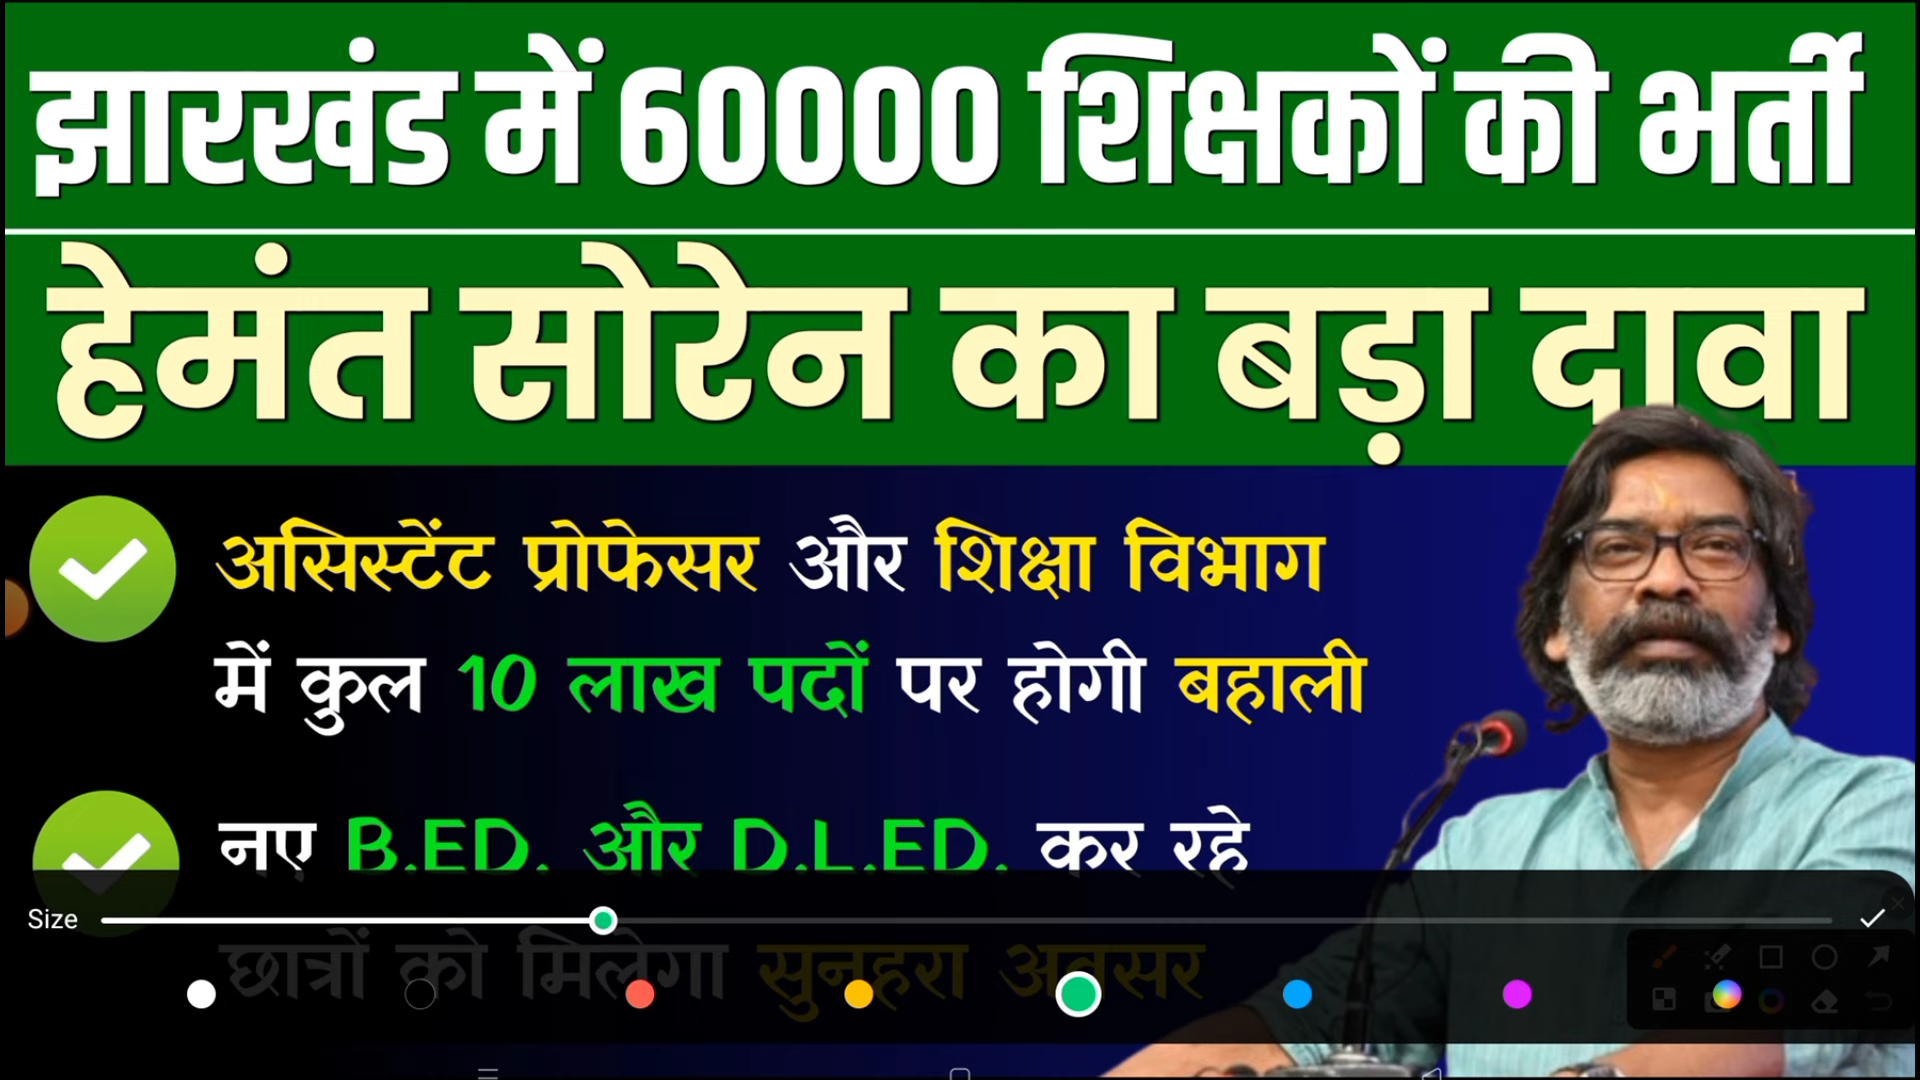 झारखंड में 60000 शिक्षकों की भर्ती
हेमंत सोरेन का बड़ा दावा
असिस्टेंट प्रोफेसर और शिक्षा विभाग
में कुल 10 लाख पदों पर होगी बहाली
नए B.ED. और D.L.ED. कर रहे
Size
छात्रों को मिलेगा सुनहरा अवसर